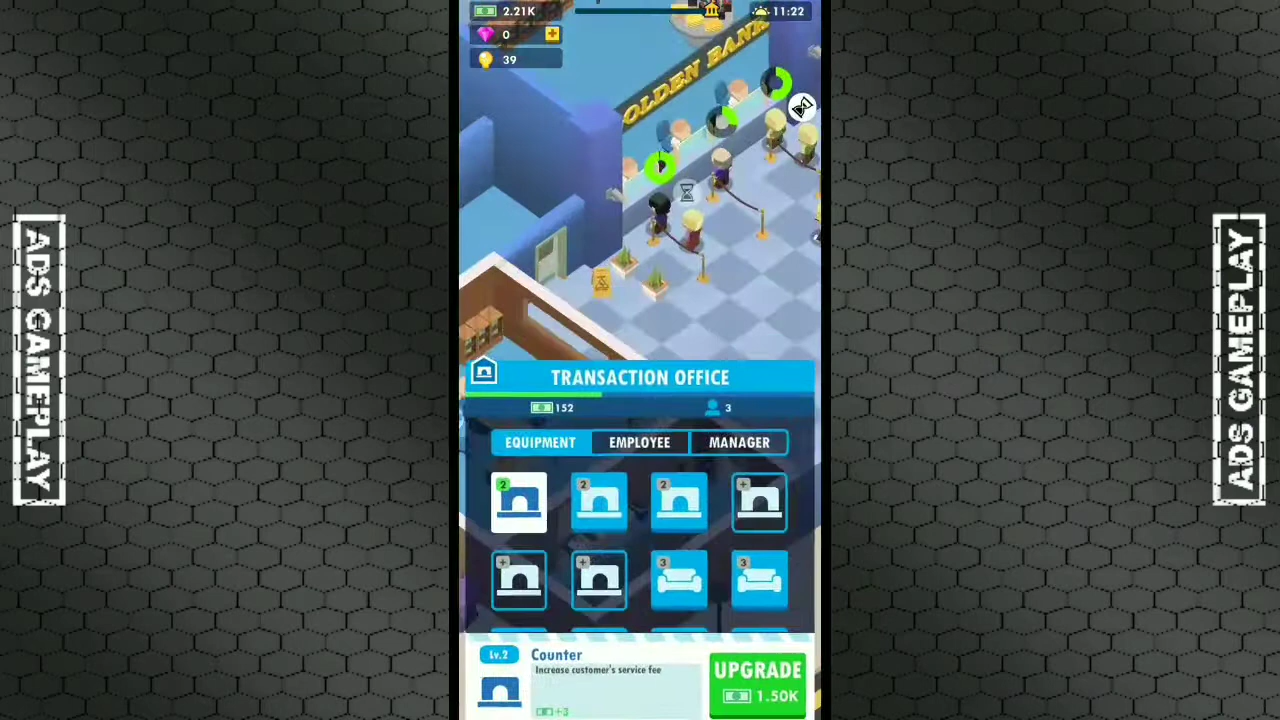 2.21K
11:22
0
39
OLDEN BANK
ADS GAMEPLAY
ADS GAMEPLAY
TRANSACTION OFFICE
152
3
EQUIPMENT
EMPLOYEE
MANAGER
2
2
2
+
+
+
3
3
Lv.2
Counter
Increase customer's service fee
+3
UPGRADE
1.50K